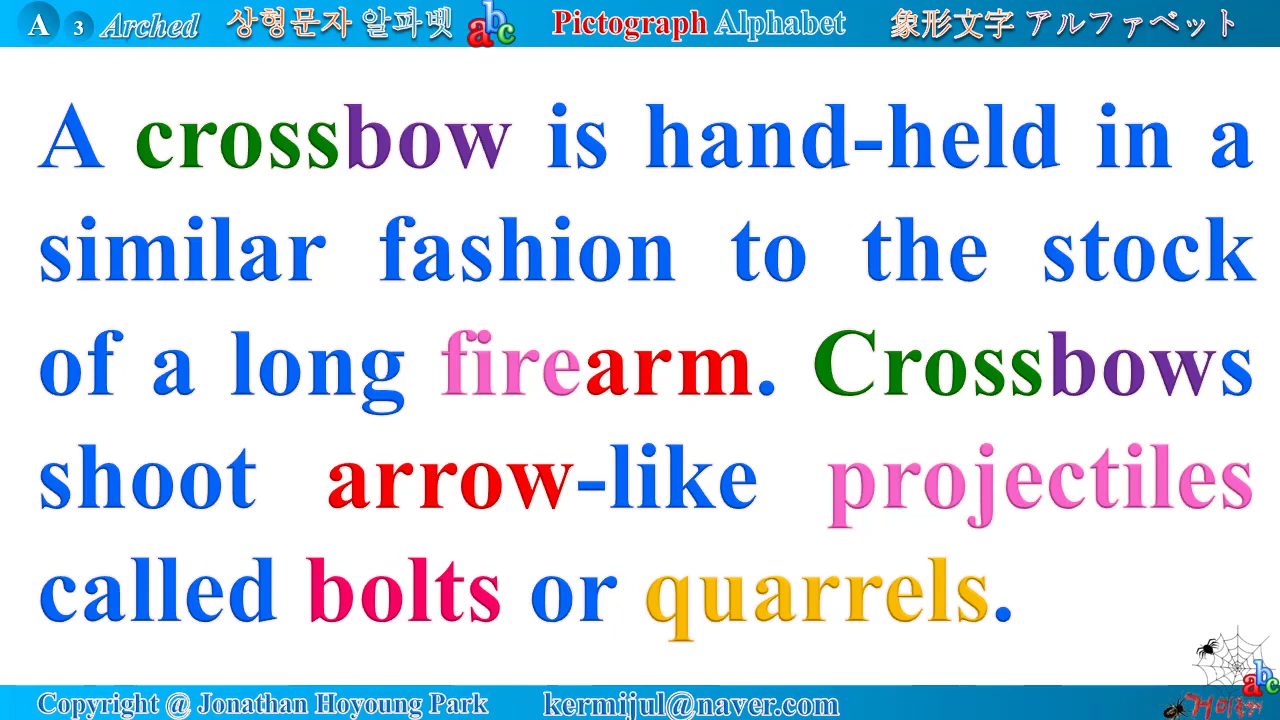 A 3 Arched 상형문자 알파벳 abc Pictograph Alphabet 象形文字 アルファベット
A crossbow is hand-held in a
similar fashion to the stock
of a long firearm. Crossbows
shoot arrow-like projectiles
called bolts or quarrels.
abc
Copyright @ Jonathan Hoyoung Park kermijul@naver.com